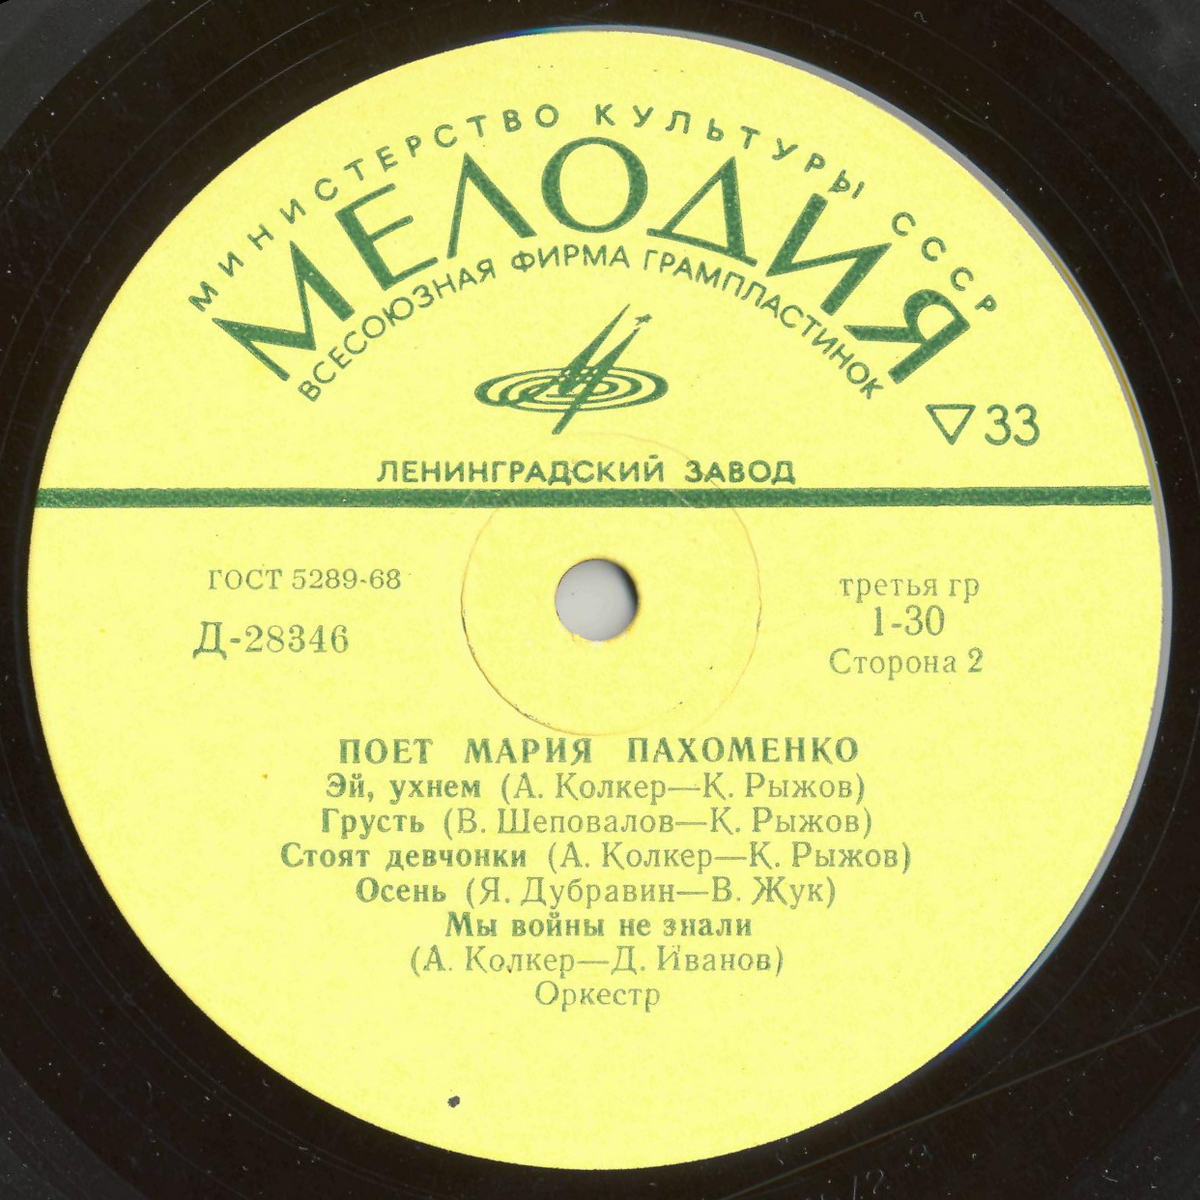 МИНИСТЕРСТВО КУЛЬТУРЫ СССР
МЕЛОДИЯ
ВСЕСОЮЗНАЯ ФИРМА ГРАМПЛАСТИНОК
33
ЛЕНИНГРАДСКИЙ ЗАВОД
ГОСТ 5289-68
Д-28346
третья гр
1-30
Сторона 2
ПОЕТ МАРИЯ ПАХОМЕНКО
Эй, ухнем (А. Колкер—К. Рыжов)
Грусть (В. Шеповалов—К. Рыжов)
Стоят девчонки (А. Колкер—К. Рыжов)
Осень (Я. Дубравин—В. Жук)
Мы войны не знали
(А. Колкер—Д. Иванов)
Оркестр